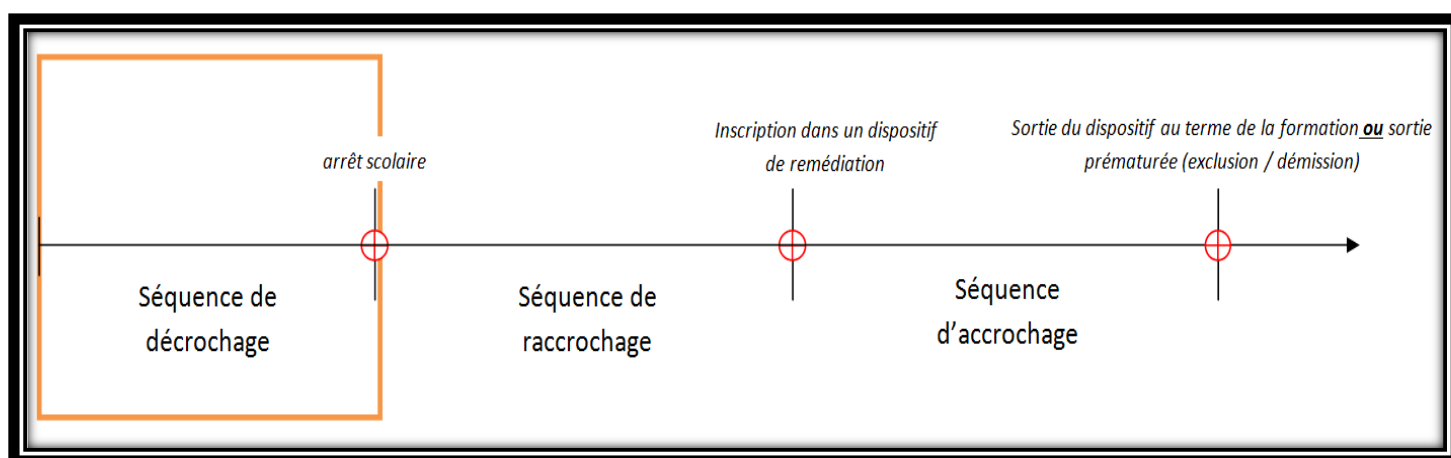 arrêt scolaire
Inscription dans un dispositif
de remédiation
Sortie du dispositif au terme de la formation ou sortie
prématurée (exclusion / démission)
Séquence de
décrochage
Séquence de
raccrochage
Séquence
d’accrochage